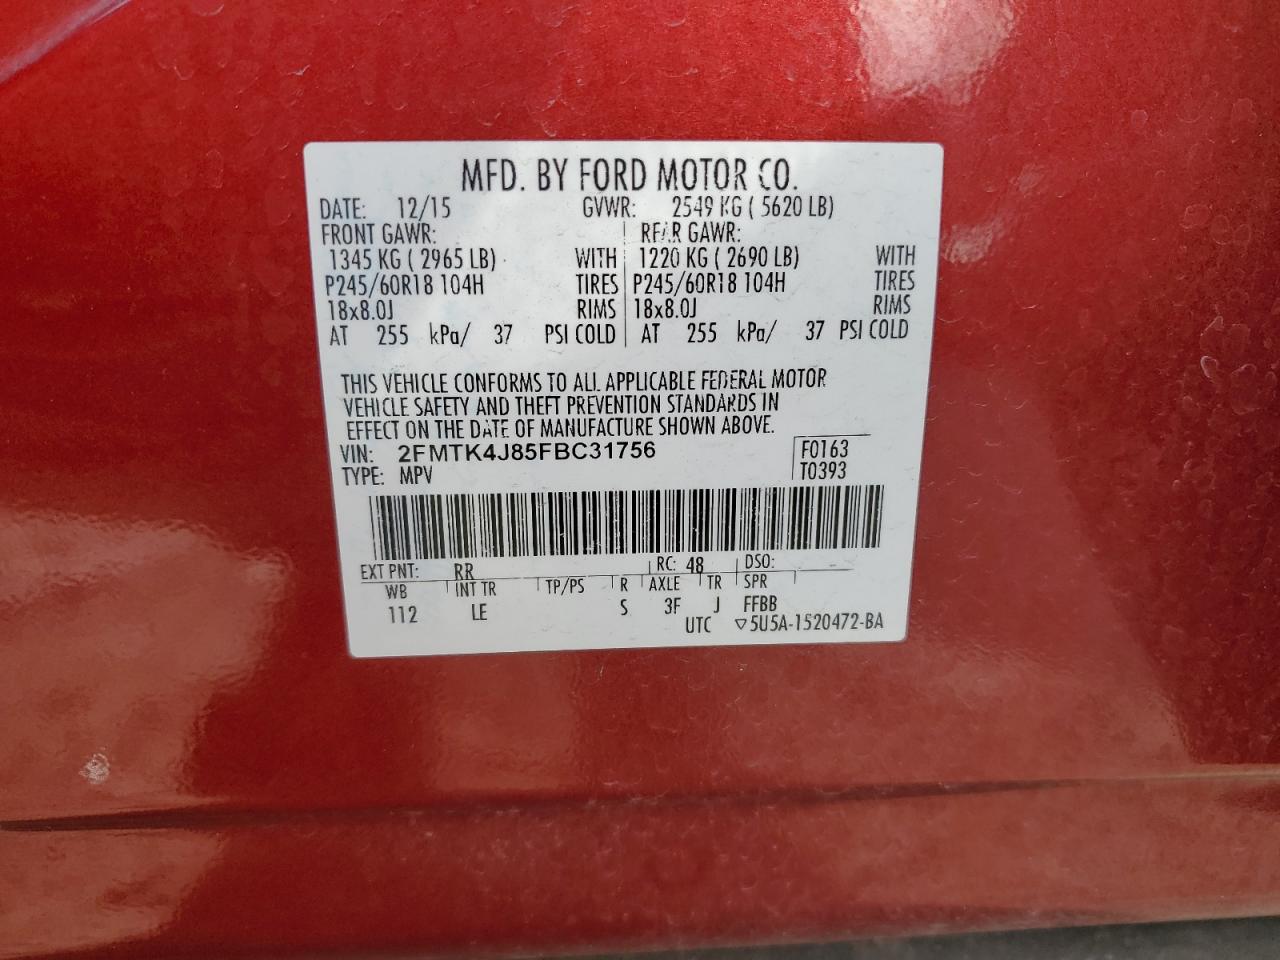 MFD. BY FORD MOTOR CO.
DATE: 12/15 GVWR: 2549 KG ( 5620 LB)
FRONT GAWR: REAR GAWR:
1345 KG ( 2965 LB) WITH 1220 KG ( 2690 LB) WITH
P245/60R18 104H TIRES P245/60R18 104H TIRES
18x8.0J RIMS 18x8.0J RIMS
AT 255 kPa/ 37 PSI COLD AT 255 kPa/ 37 PSI COLD
THIS VEHICLE CONFORMS TO ALL APPLICABLE FEDERAL MOTOR
VEHICLE SAFETY AND THEFT PREVENTION STANDARDS IN
EFFECT ON THE DATE OF MANUFACTURE SHOWN ABOVE.
VIN: 2FMTK4J85FBC31756 F0163
TYPE: MPV T0393
EXT PNT: RR RC: 48 DSO:
WB INT TR TP/PS R AXLE TR SPR
112 LE S 3F J FFBB
UTC ▽5U5A-1520472-BA